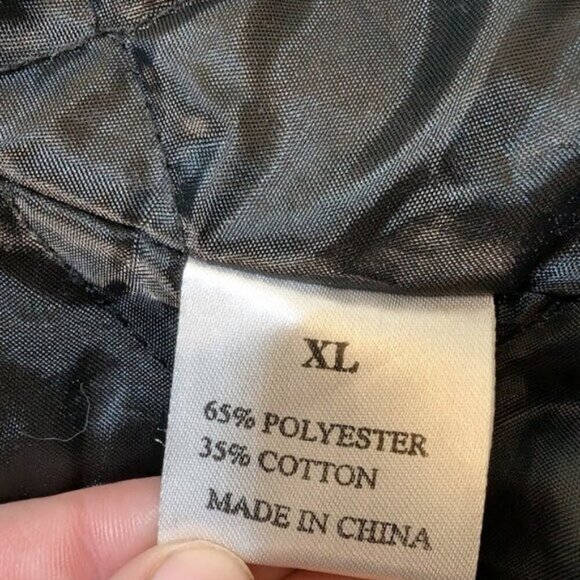 XL
65% POLYESTER
35% COTTON
MADE IN CHINA